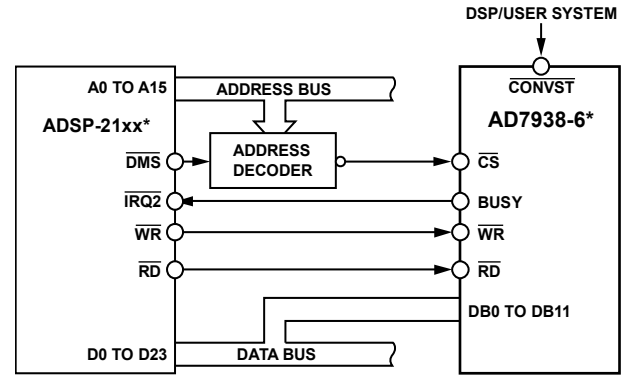 DSP/USER SYSTEM
A0 TO A15
ADDRESS BUS
CONVST
ADSP-21xx*
AD7938-6*
ADDRESS
DECODER
DMS
CS
IRQ2
BUSY
WR
WR
RD
RD
DB0 TO DB11
D0 TO D23
DATA BUS